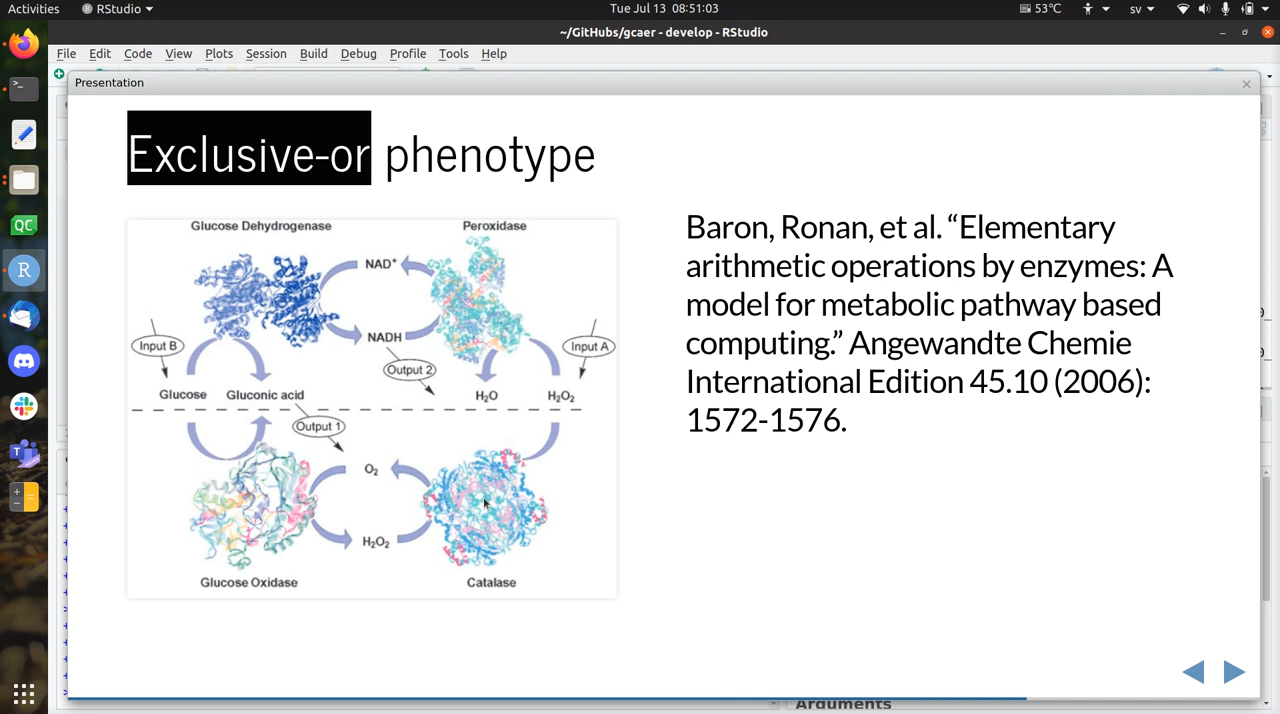 Activities
RStudio
Tue Jul 13 08:51:03
53°C
sv
~/GitHubs/gcaer - develop - RStudio
File Edit Code View Plots Session Build Debug Profile Tools Help
Presentation
Exclusive-or phenotype
Glucose Dehydrogenase
Peroxidase
NAD⁺
NADH
Input B
Input A
Output 2
Glucose
Gluconic acid
H₂O
H₂O₂
Output 1
O₂
H₂O₂
Glucose Oxidase
Catalase
Baron, Ronan, et al. “Elementary
arithmetic operations by enzymes: A
model for metabolic pathway based
computing.” Angewandte Chemie
International Edition 45.10 (2006):
1572-1576.
QC
R
T
Arguments